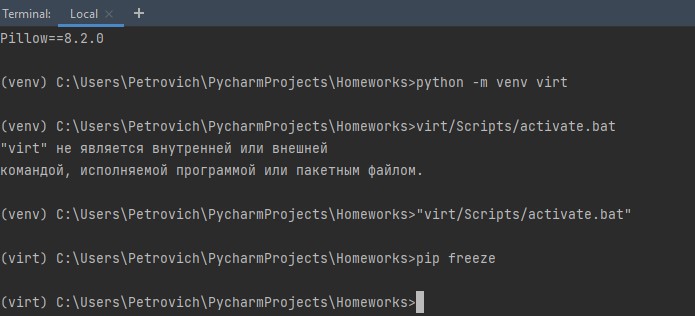 Terminal: Local × +
Pillow==8.2.0
(venv) C:\Users\Petrovich\PycharmProjects\Homeworks>python -m venv virt
(venv) C:\Users\Petrovich\PycharmProjects\Homeworks>virt/Scripts/activate.bat
"virt" не является внутренней или внешней
командой, исполняемой программой или пакетным файлом.
(venv) C:\Users\Petrovich\PycharmProjects\Homeworks>"virt/Scripts/activate.bat"
(virt) C:\Users\Petrovich\PycharmProjects\Homeworks>pip freeze
(virt) C:\Users\Petrovich\PycharmProjects\Homeworks>